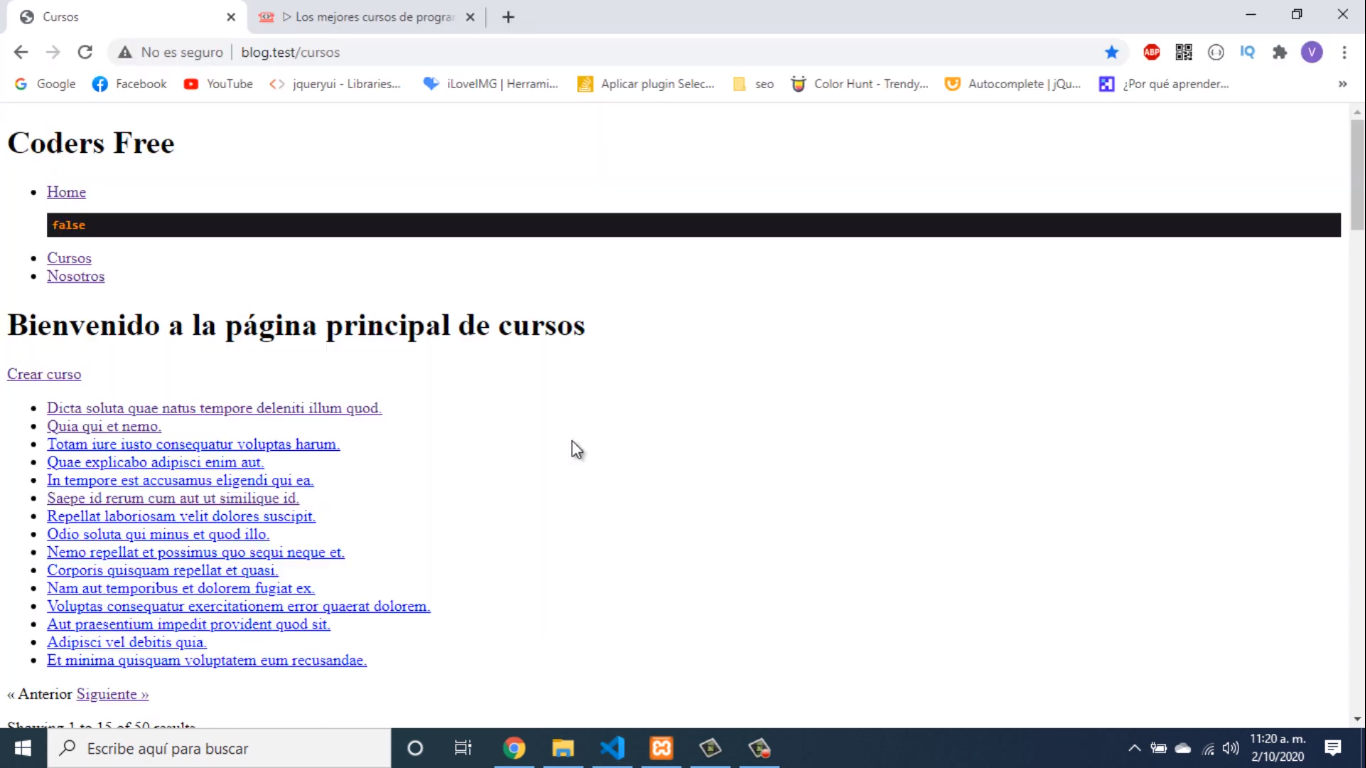 Cursos
▷ Los mejores cursos de progra
No es seguro | blog.test/cursos
ABP
IQ
V
Google
Facebook
YouTube
jqueryui - Libraries...
iLoveIMG | Herrami...
Aplicar plugin Selec...
seo
Color Hunt - Trendy...
Autocomplete | jQu...
¿Por qué aprender...
»
Coders Free
Home
false
Cursos
Nosotros
Bienvenido a la página principal de cursos
Crear curso
Dicta soluta quae natus tempore deleniti illum quod.
Quia qui et nemo.
Totam iure iusto consequatur voluptas harum.
Quae explicabo adipisci enim aut.
In tempore est accusamus eligendi qui ea.
Saepe id rerum cum aut ut similique id.
Repellat laboriosam velit dolores suscipit.
Odio soluta qui minus et quod illo.
Nemo repellat et possimus quo sequi neque et.
Corporis quisquam repellat et quasi.
Nam aut temporibus et dolorem fugiat ex.
Voluptas consequatur exercitationem error quaerat dolorem.
Aut praesentium impedit provident quod sit.
Adipisci vel debitis quia.
Et minima quisquam voluptatem eum recusandae.
« Anterior Siguiente »
Showing 1 to 15 of 50 results
Escribe aquí para buscar
11:20 a. m.
2/10/2020